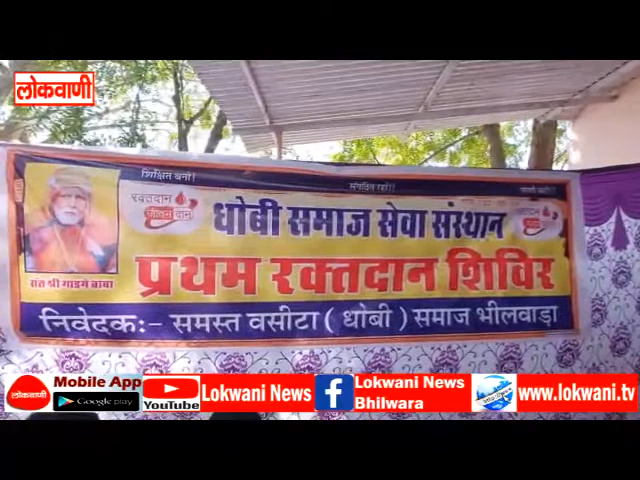 लोकवाणी
शिक्षित बनो।
संगठित रहो।
रक्तदान
जीवन दान
धोबी समाज सेवा संस्थान
प्रथम रक्तदान शिविर
संत श्री गाडगे बाबा
निवेदक:- समस्त वसीटा ( धोबी ) समाज भीलवाड़ा
Mobile App
लोकवाणी
Google play
YouTube
Lokwani News
Lokwani News
Bhilwara
www.lokwani.tv